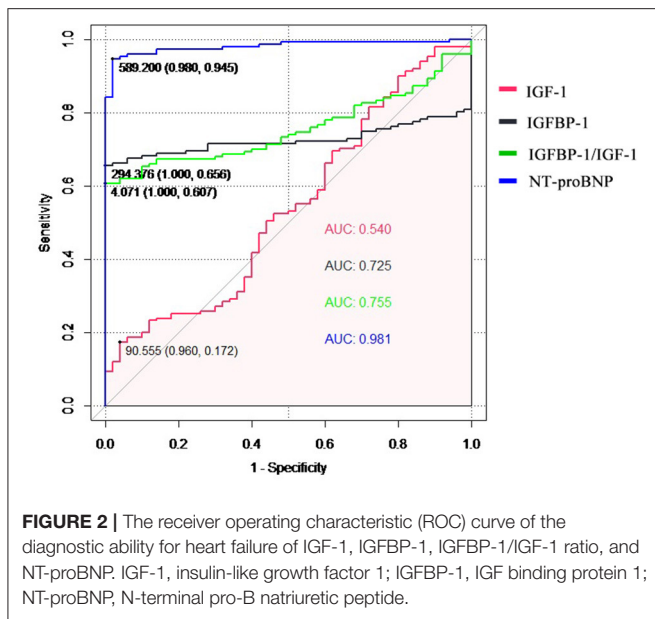 1.0
0.8
0.6
0.4
0.2
0.0
Sensitivity
589.200 (0.980, 0.945)
294.376 (1.000, 0.656)
4.071 (1.000, 0.607)
90.555 (0.960, 0.172)
AUC: 0.540
AUC: 0.725
AUC: 0.755
AUC: 0.981
0.0 0.2 0.4 0.6 0.8 1.0
1 - Specificity
IGF-1
IGFBP-1
IGFBP-1/IGF-1
NT-proBNP
FIGURE 2 | The receiver operating characteristic (ROC) curve of the
diagnostic ability for heart failure of IGF-1, IGFBP-1, IGFBP-1/IGF-1 ratio, and
NT-proBNP. IGF-1, insulin-like growth factor 1; IGFBP-1, IGF binding protein 1;
NT-proBNP, N-terminal pro-B natriuretic peptide.